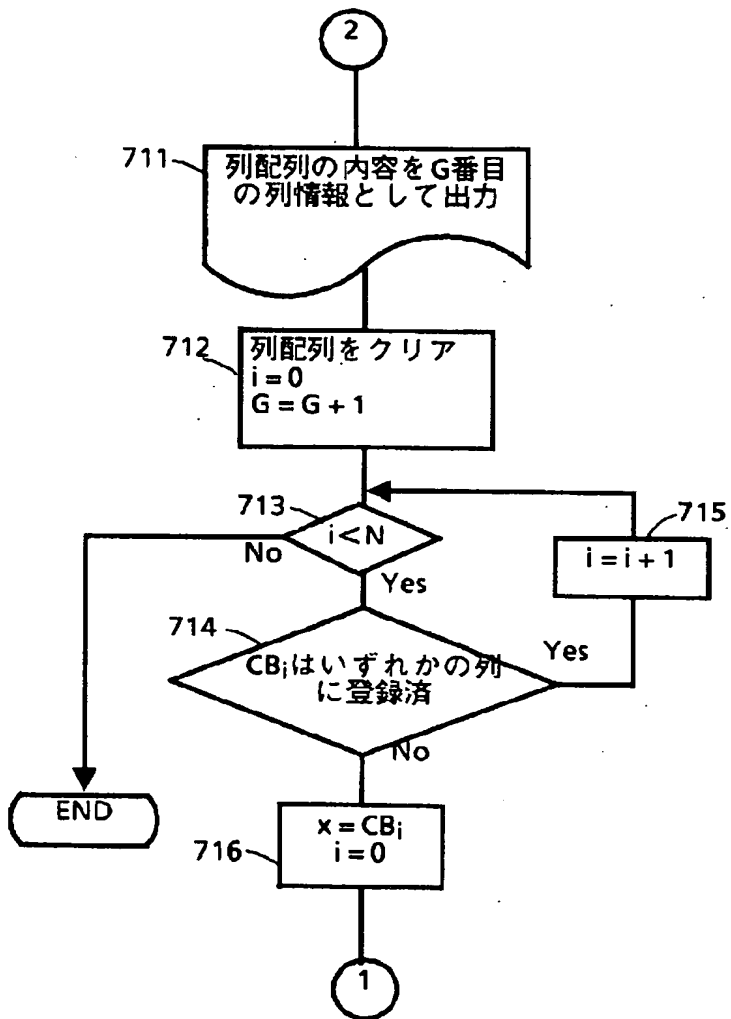 2
711
列配列の内容をG番目
の列情報として出力
712
列配列をクリア
i=0
G=G+1
713
i<N
No
Yes
715
i=i+1
714
CBiはいずれかの列
に登録済
Yes
No
END
716
x=CBi
i=0
1